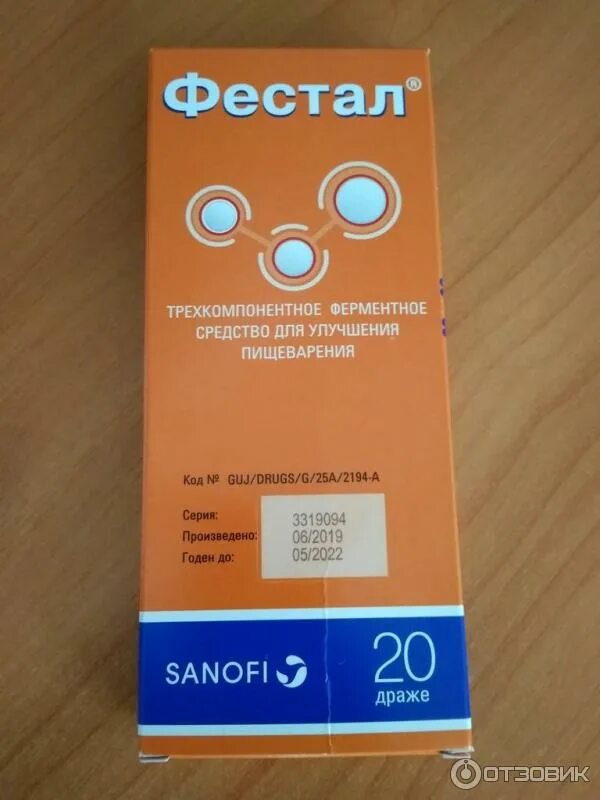 Фестал®
ТРЕХКОМПОНЕНТНОЕ ФЕРМЕНТНОЕ
СРЕДСТВО ДЛЯ УЛУЧШЕНИЯ
ПИЩЕВАРЕНИЯ
Код № GUJ/DRUGS/G/25A/2194-A
Серия: 3319094
Произведено: 06/2019
Годен до: 05/2022
SANOFI
20
драже
ОТЗОВИК